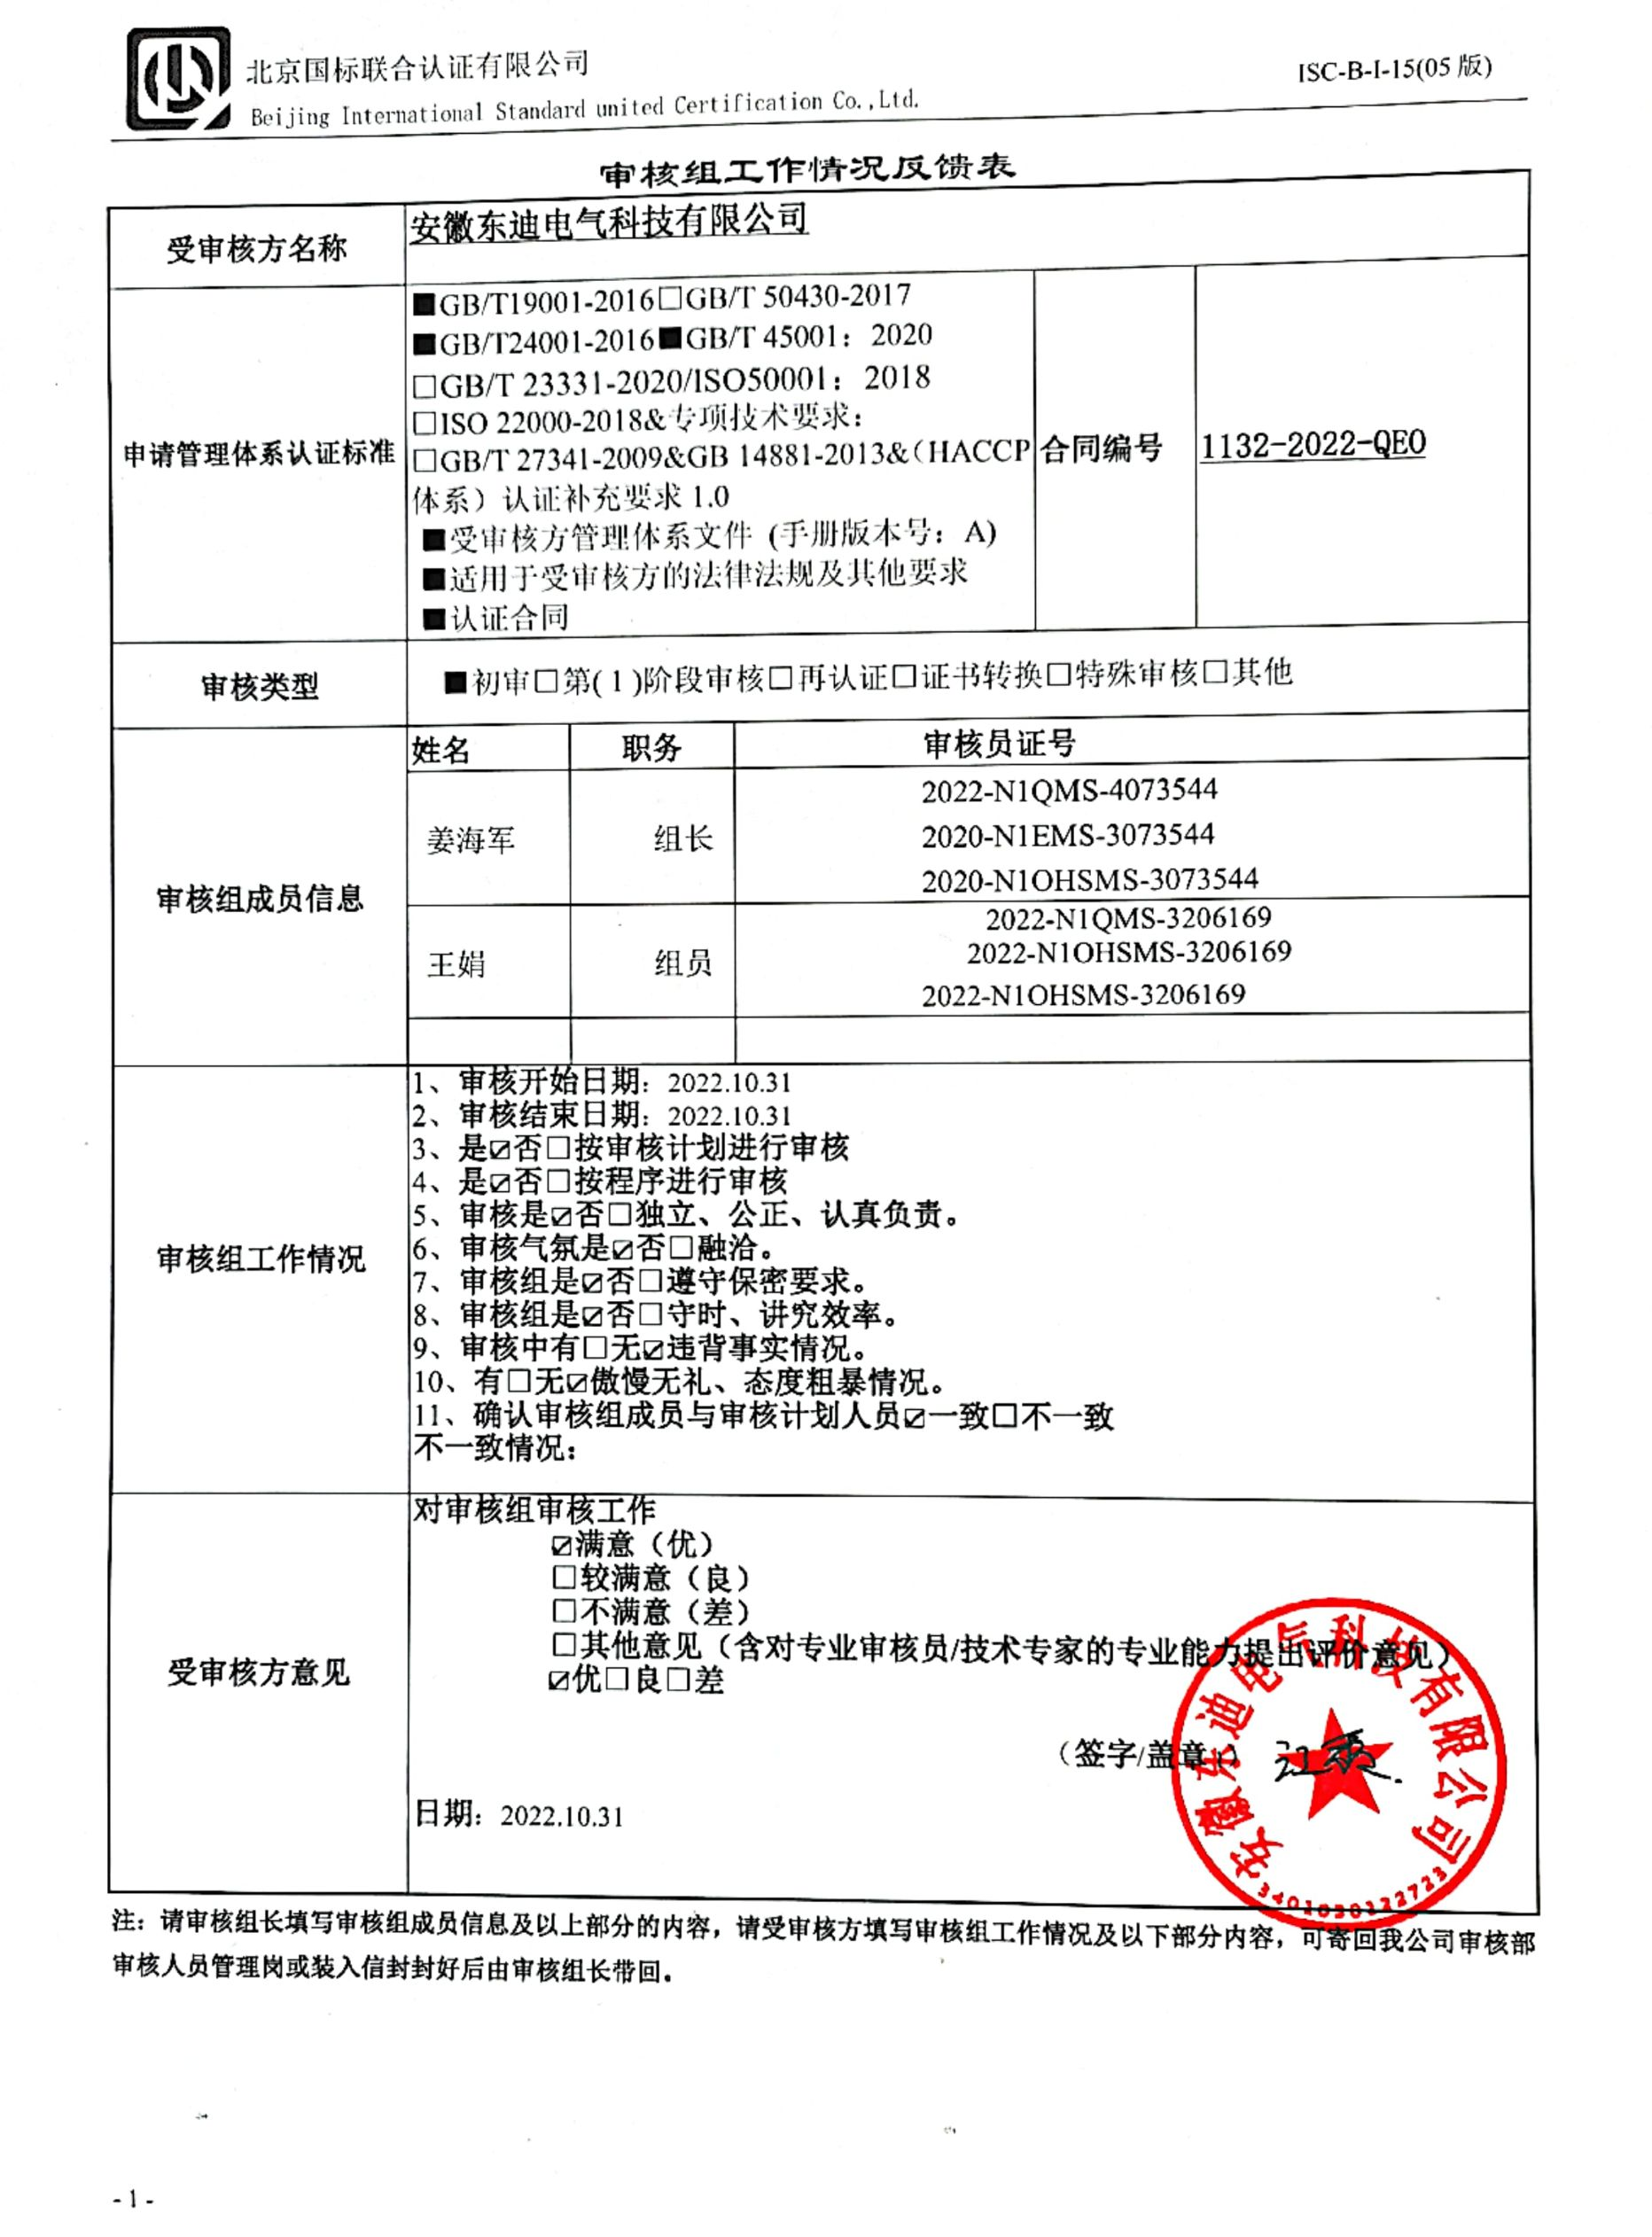 北京国标联合认证有限公司
Beijing International Standard united Certification Co.,Ltd.
ISC-B-I-15(05 版)
审核组工作情况反馈表
受审核方名称
安徽东迪电气科技有限公司
申请管理体系认证标准
■GB/T19001-2016□GB/T 50430-2017
■GB/T24001-2016■GB/T 45001：2020
□GB/T 23331-2020/ISO50001：2018
□ISO 22000-2018&专项技术要求：
□GB/T 27341-2009&GB 14881-2013&（HACCP
体系）认证补充要求 1.0
■受审核方管理体系文件 (手册版本号：A)
■适用于受审核方的法律法规及其他要求
■认证合同
合同编号
1132-2022-QEO
审核类型
■初审□第( 1 )阶段审核□再认证□证书转换□特殊审核□其他
审核组成员信息
姓名 职务 审核员证号
姜海军 组长
2022-N1QMS-4073544
2020-N1EMS-3073544
2020-N1OHSMS-3073544
王娟 组员
2022-N1QMS-3206169
2022-N1OHSMS-3206169
2022-N1OHSMS-3206169
审核组工作情况
1、审核开始日期：2022.10.31
2、审核结束日期：2022.10.31
3、是☑否□按审核计划进行审核
4、是☑否□按程序进行审核
5、审核是☑否□独立、公正、认真负责。
6、审核气氛是☑否□融洽。
7、审核组是☑否□遵守保密要求。
8、审核组是☑否□守时、讲究效率。
9、审核中有□无☑违背事实情况。
10、有□无☑傲慢无礼、态度粗暴情况。
11、确认审核组成员与审核计划人员☑一致□不一致
不一致情况：
受审核方意见
对审核组审核工作
☑满意（优）
□较满意（良）
□不满意（差）
□其他意见（含对专业审核员/技术专家的专业能力提出评价意见）
☑优□良□差
（签字/盖章）
日期：2022.10.31
安徽东迪电气科技有限公司
3401030122723
注：请审核组长填写审核组成员信息及以上部分的内容，请受审核方填写审核组工作情况及以下部分内容，可寄回我公司审核部
审核人员管理岗或装入信封封好后由审核组长带回。
- 1 -